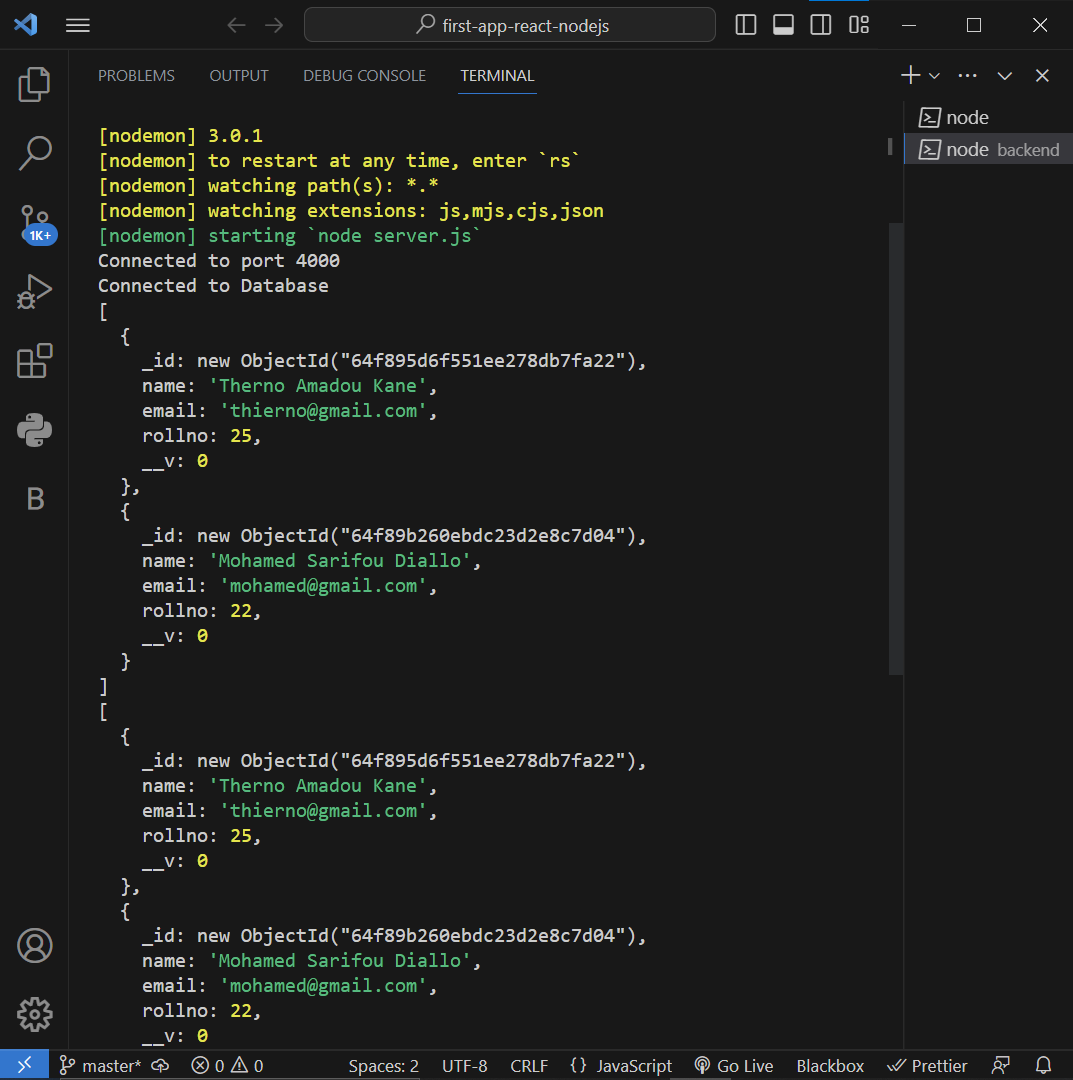 first-app-react-nodejs
PROBLEMS OUTPUT DEBUG CONSOLE TERMINAL
node
node backend
1K+
B
[nodemon] 3.0.1
[nodemon] to restart at any time, enter `rs`
[nodemon] watching path(s): *.*
[nodemon] watching extensions: js,mjs,cjs,json
[nodemon] starting `node server.js`
Connected to port 4000
Connected to Database
[
  {
    _id: new ObjectId("64f895d6f551ee278db7fa22"),
    name: 'Therno Amadou Kane',
    email: 'thierno@gmail.com',
    rollno: 25,
    __v: 0
  },
  {
    _id: new ObjectId("64f89b260ebdc23d2e8c7d04"),
    name: 'Mohamed Sarifou Diallo',
    email: 'mohamed@gmail.com',
    rollno: 22,
    __v: 0
  }
]
[
  {
    _id: new ObjectId("64f895d6f551ee278db7fa22"),
    name: 'Therno Amadou Kane',
    email: 'thierno@gmail.com',
    rollno: 25,
    __v: 0
  },
  {
    _id: new ObjectId("64f89b260ebdc23d2e8c7d04"),
    name: 'Mohamed Sarifou Diallo',
    email: 'mohamed@gmail.com',
    rollno: 22,
    __v: 0
master* 0 0 Spaces: 2 UTF-8 CRLF {} JavaScript Go Live Blackbox Prettier